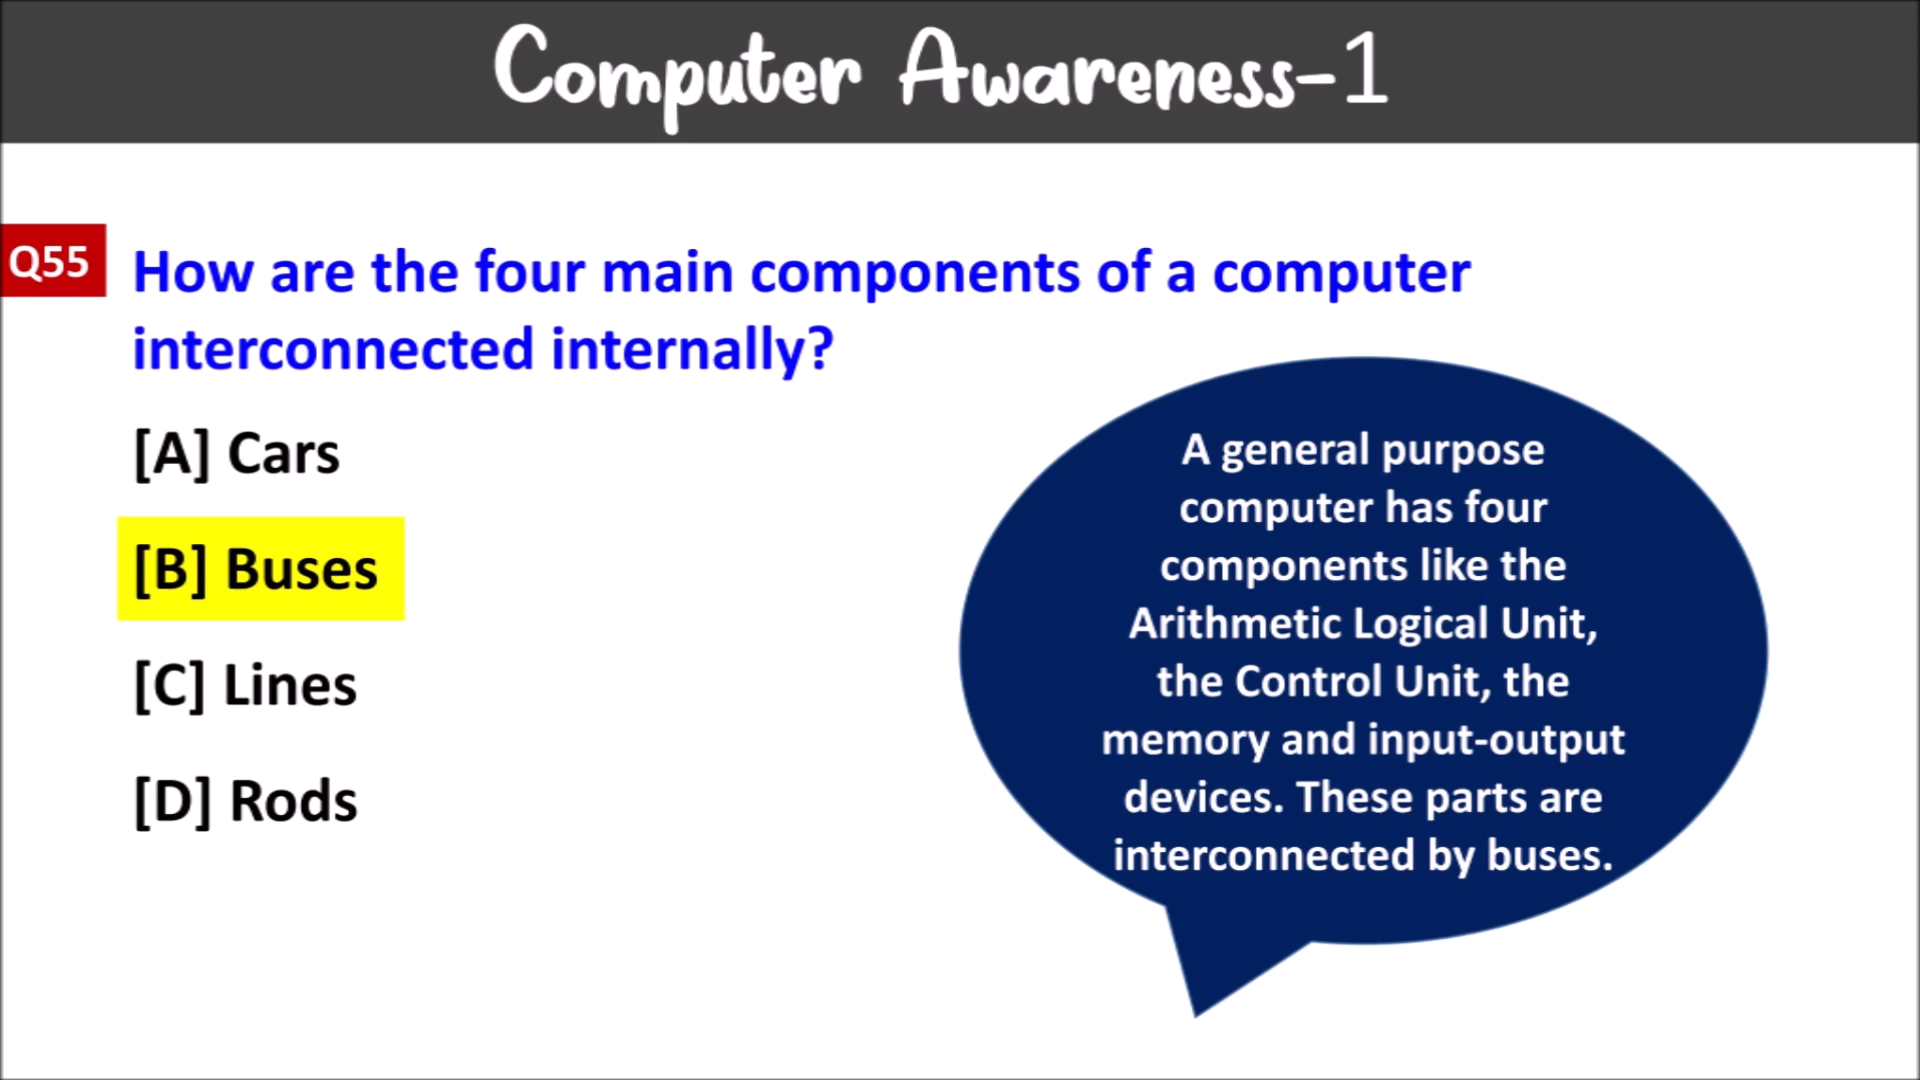 Computer Awareness-1
Q55
How are the four main components of a computer
interconnected internally?
[A] Cars
[B] Buses
[C] Lines
[D] Rods
A general purpose
computer has four
components like the
Arithmetic Logical Unit,
the Control Unit, the
memory and input-output
devices. These parts are
interconnected by buses.